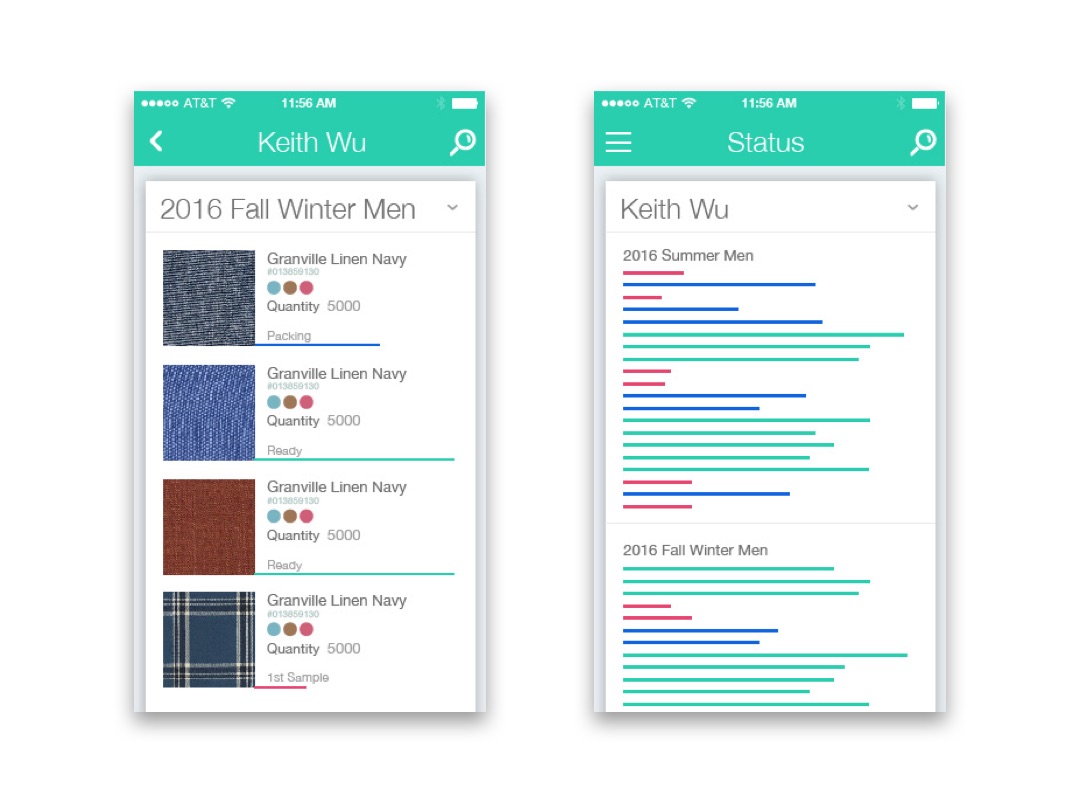 AT&T 11:56 AM
Keith Wu
2016 Fall Winter Men
Granville Linen Navy
#013859130
Quantity 5000
Packing
Granville Linen Navy
#013859130
Quantity 5000
Ready
Granville Linen Navy
#013859130
Quantity 5000
Ready
Granville Linen Navy
#013859130
Quantity 5000
1st Sample
AT&T 11:56 AM
Status
Keith Wu
2016 Summer Men
2016 Fall Winter Men